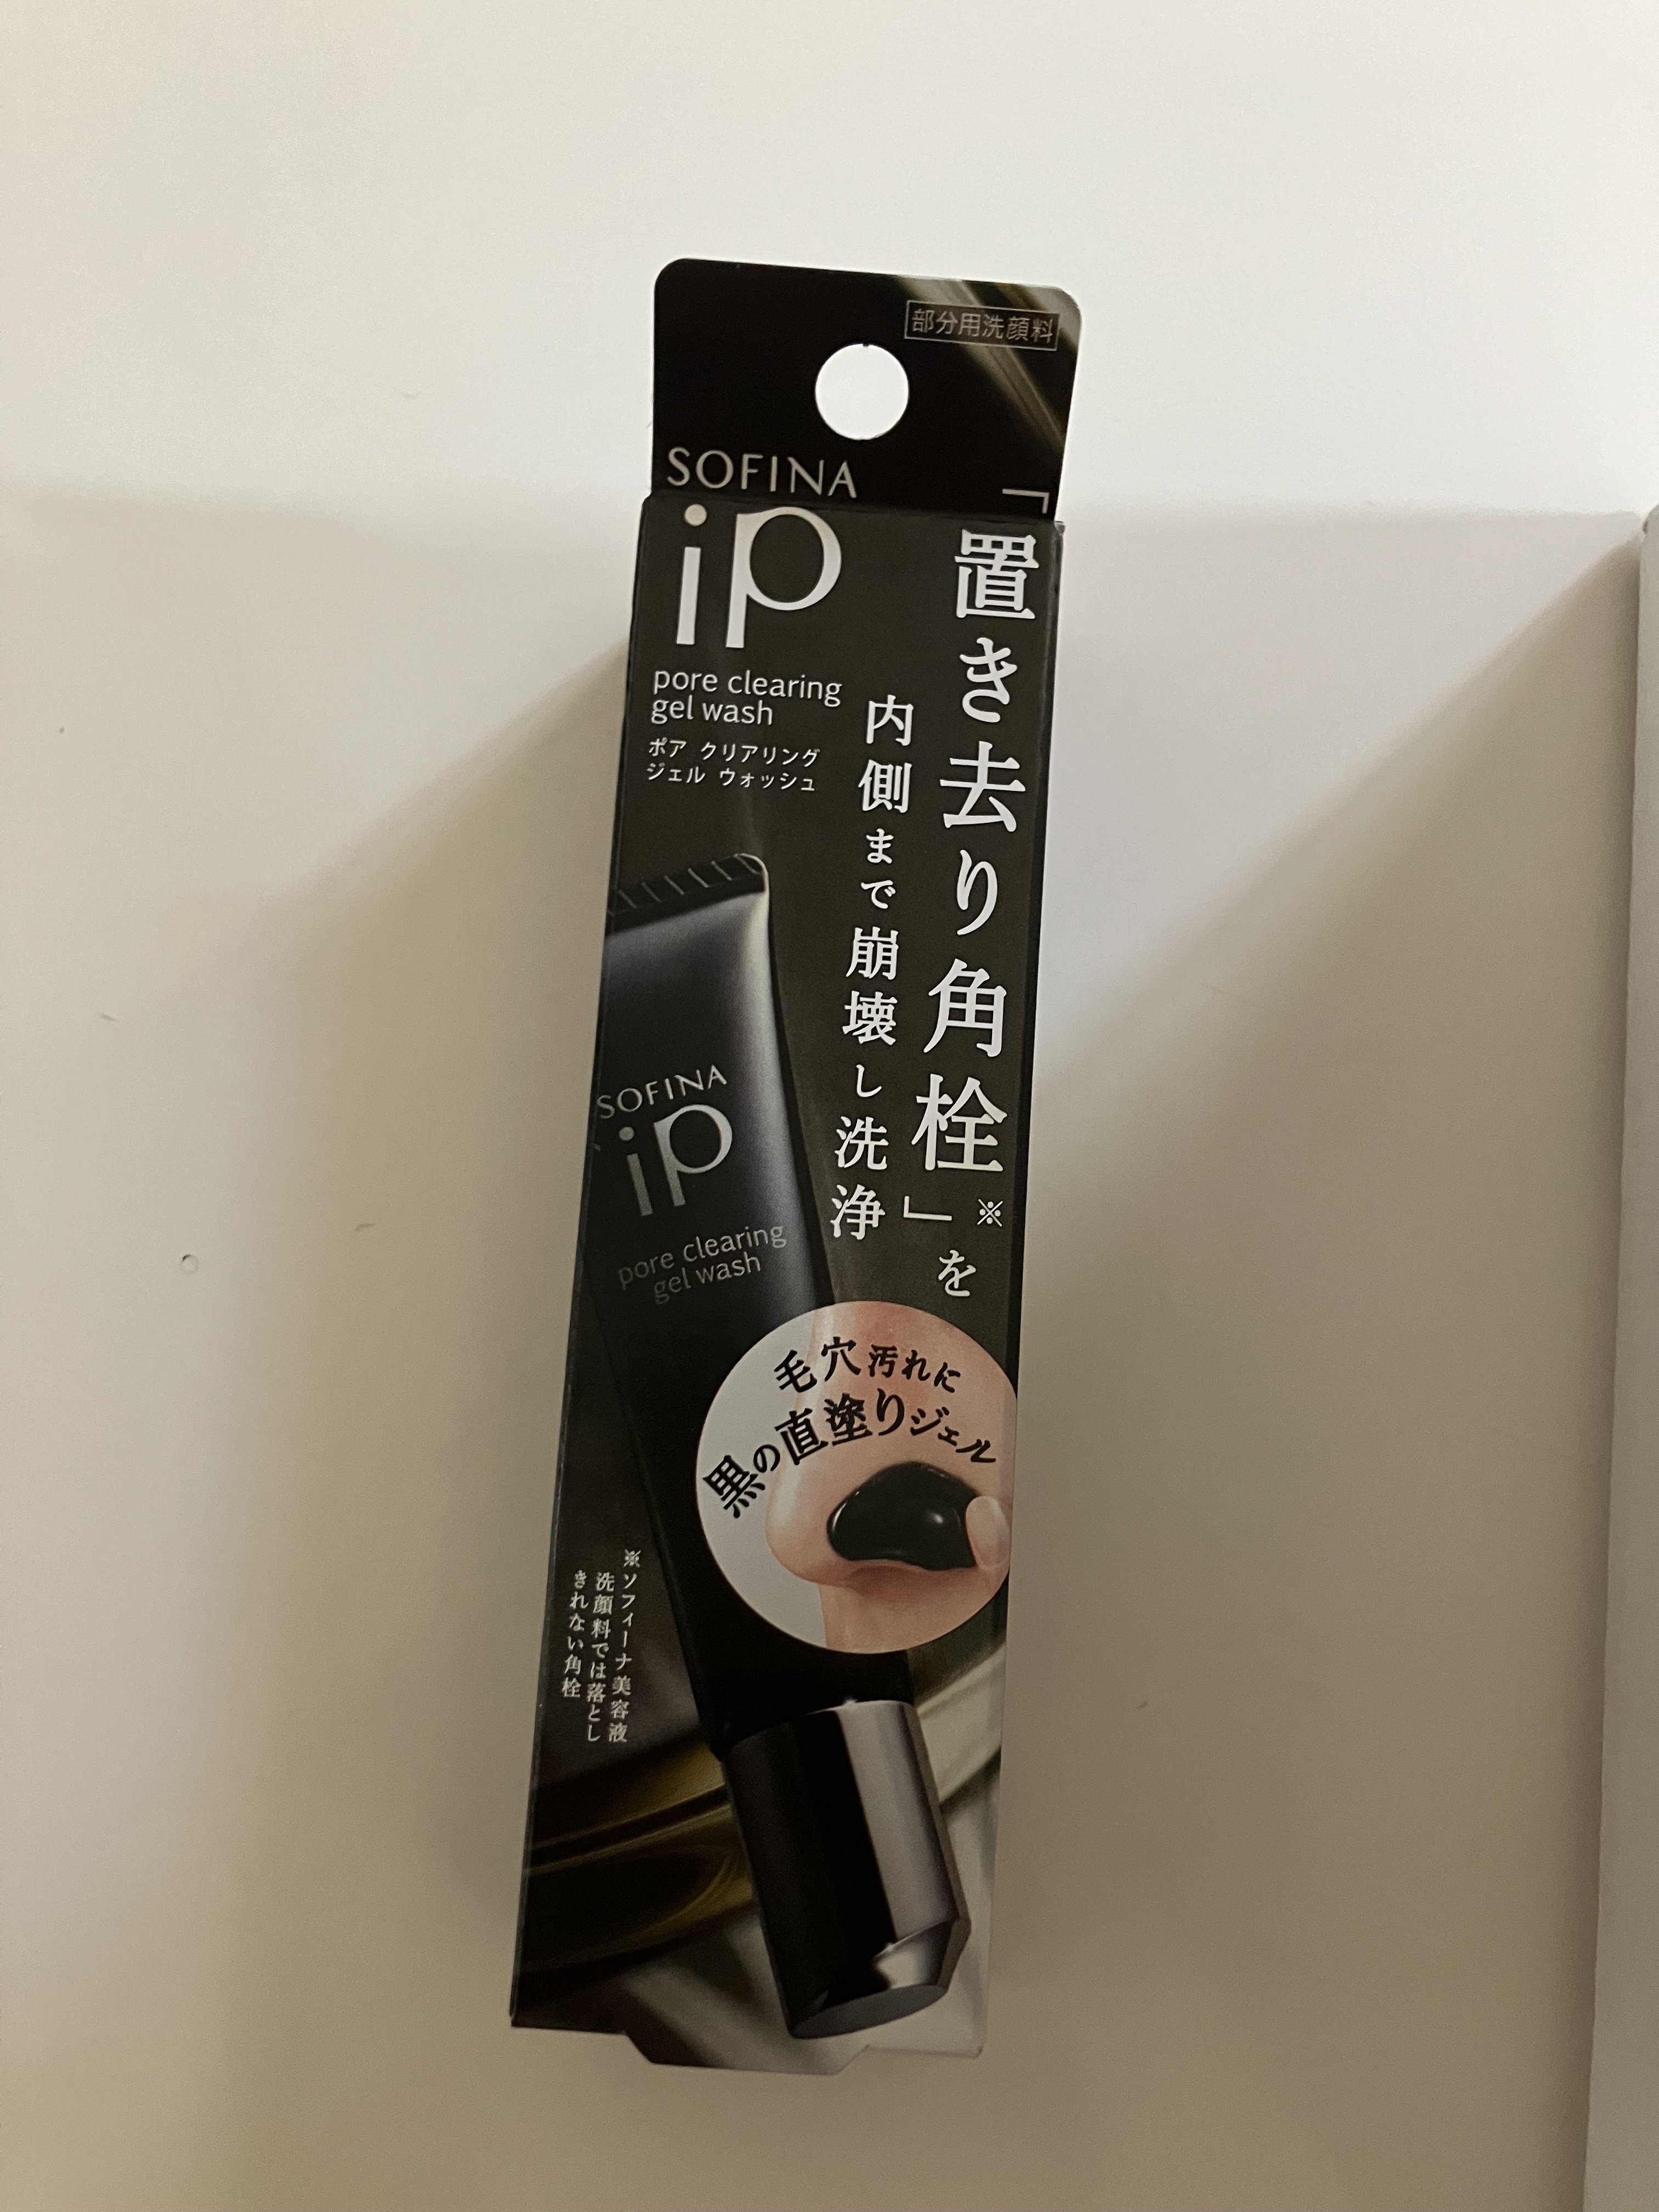 部分用洗顔料
SOFINA
iP
pore clearing
gel wash
ポア クリアリング
ジェル ウォッシュ
「置き去り角栓※」を
内側まで崩壊し洗浄
SOFINA
iP
pore clearing
gel wash
毛穴汚れに
黒の直塗りジェル
※ソフィーナ美容液
洗顔料では落とし
きれない角栓